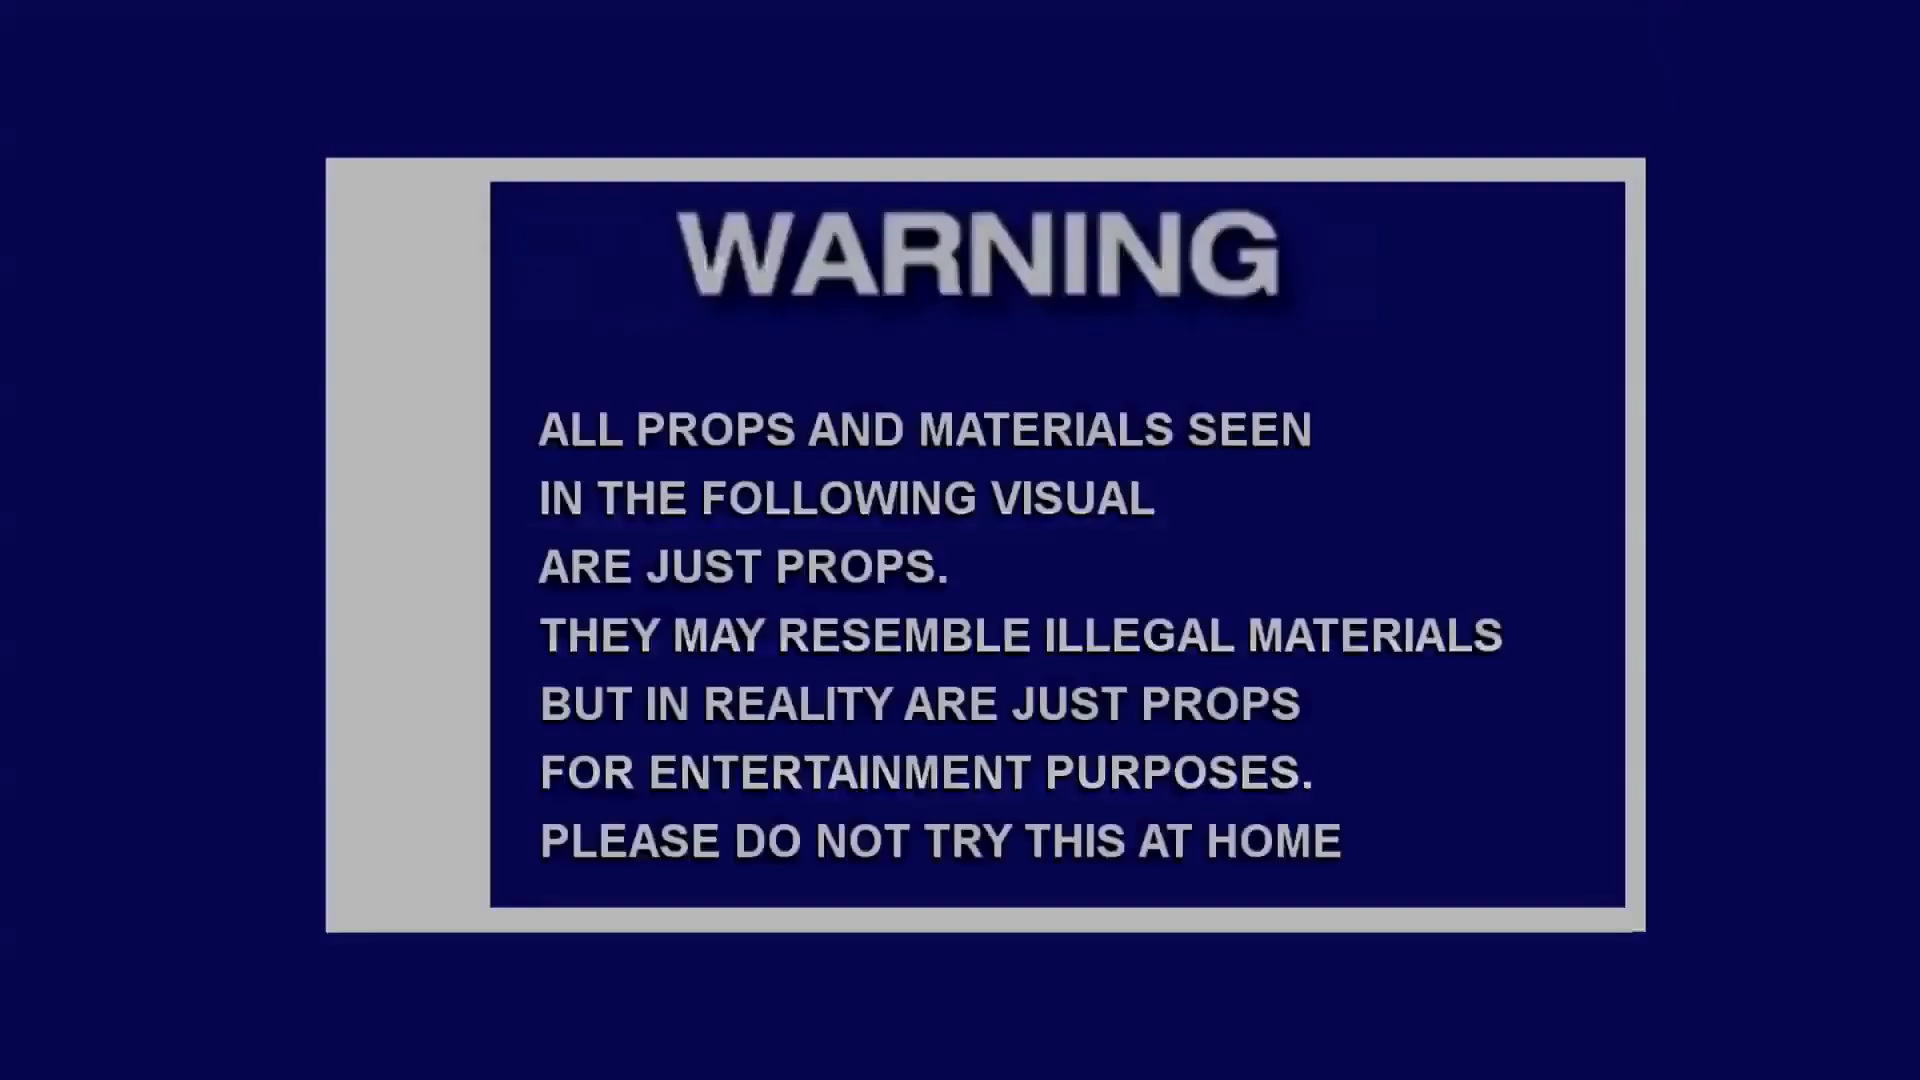 WARNING
ALL PROPS AND MATERIALS SEEN
IN THE FOLLOWING VISUAL
ARE JUST PROPS.
THEY MAY RESEMBLE ILLEGAL MATERIALS
BUT IN REALITY ARE JUST PROPS
FOR ENTERTAINMENT PURPOSES.
PLEASE DO NOT TRY THIS AT HOME